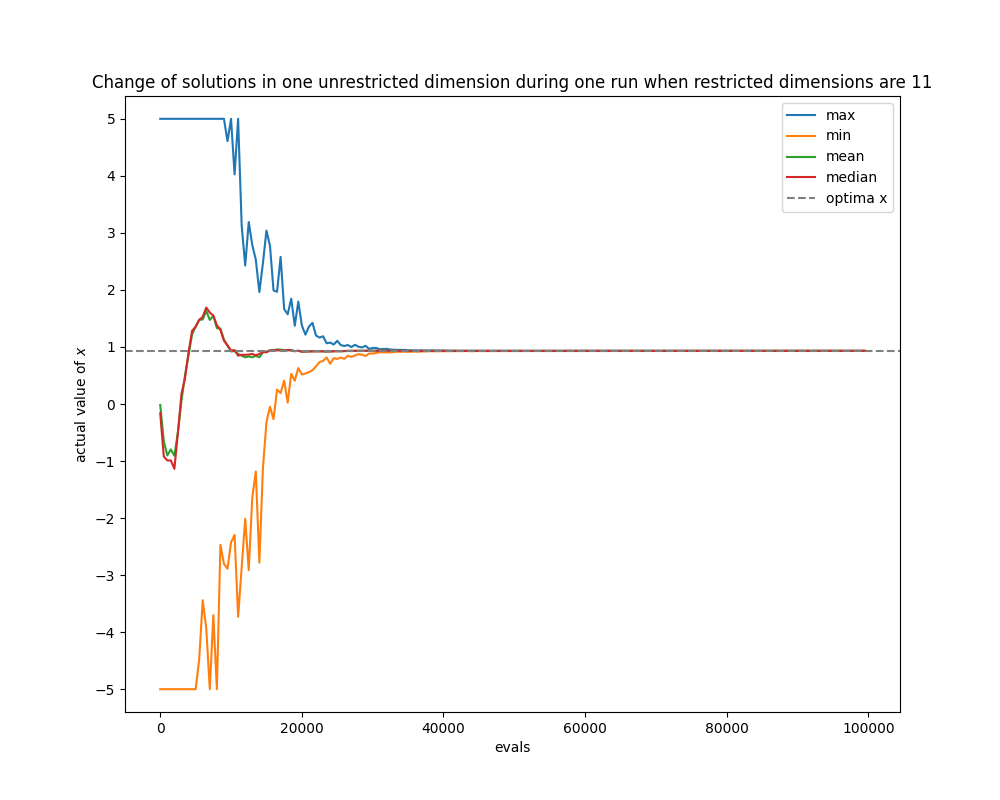 Change of solutions in one unrestricted dimension during one run when restricted dimensions are 11
max
min
mean
median
optima x
actual value of x
5
4
3
2
1
0
−1
−2
−3
−4
−5
0
20000
40000
60000
80000
100000
evals